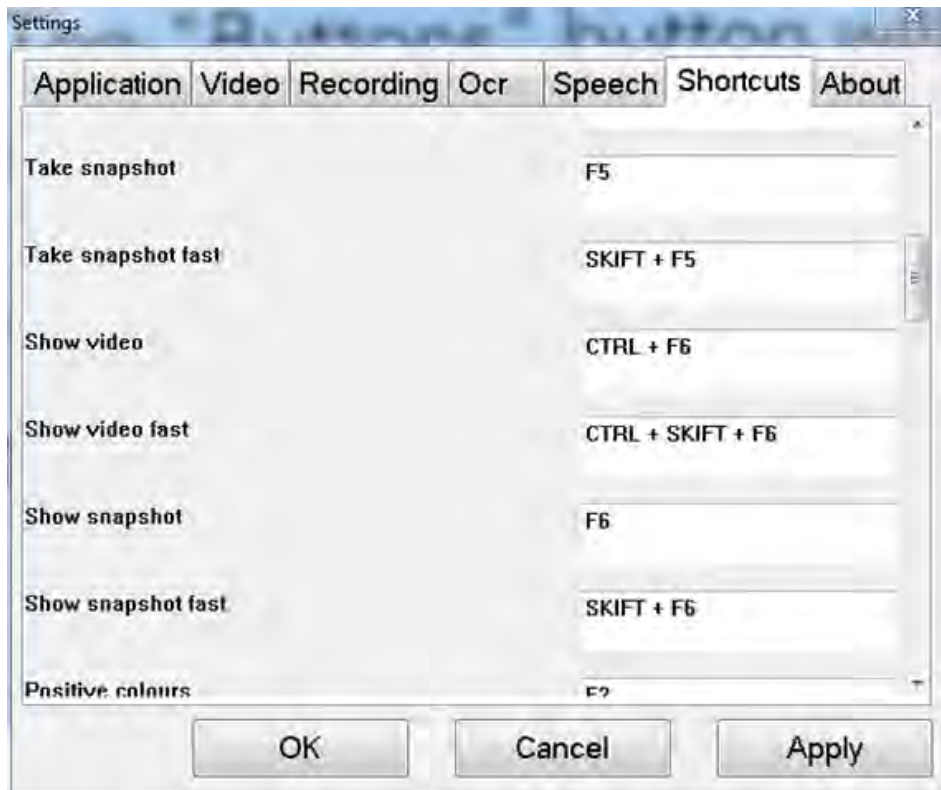 Settings
"Buttons" button
Application Video Recording Ocr Speech Shortcuts About
Take snapshot F5
Take snapshot fast SKIFT + F5
Show video CTRL + F6
Show video fast CTRL + SKIFT + F6
Show snapshot F6
Show snapshot fast SKIFT + F6
Positive colours
OK Cancel Apply